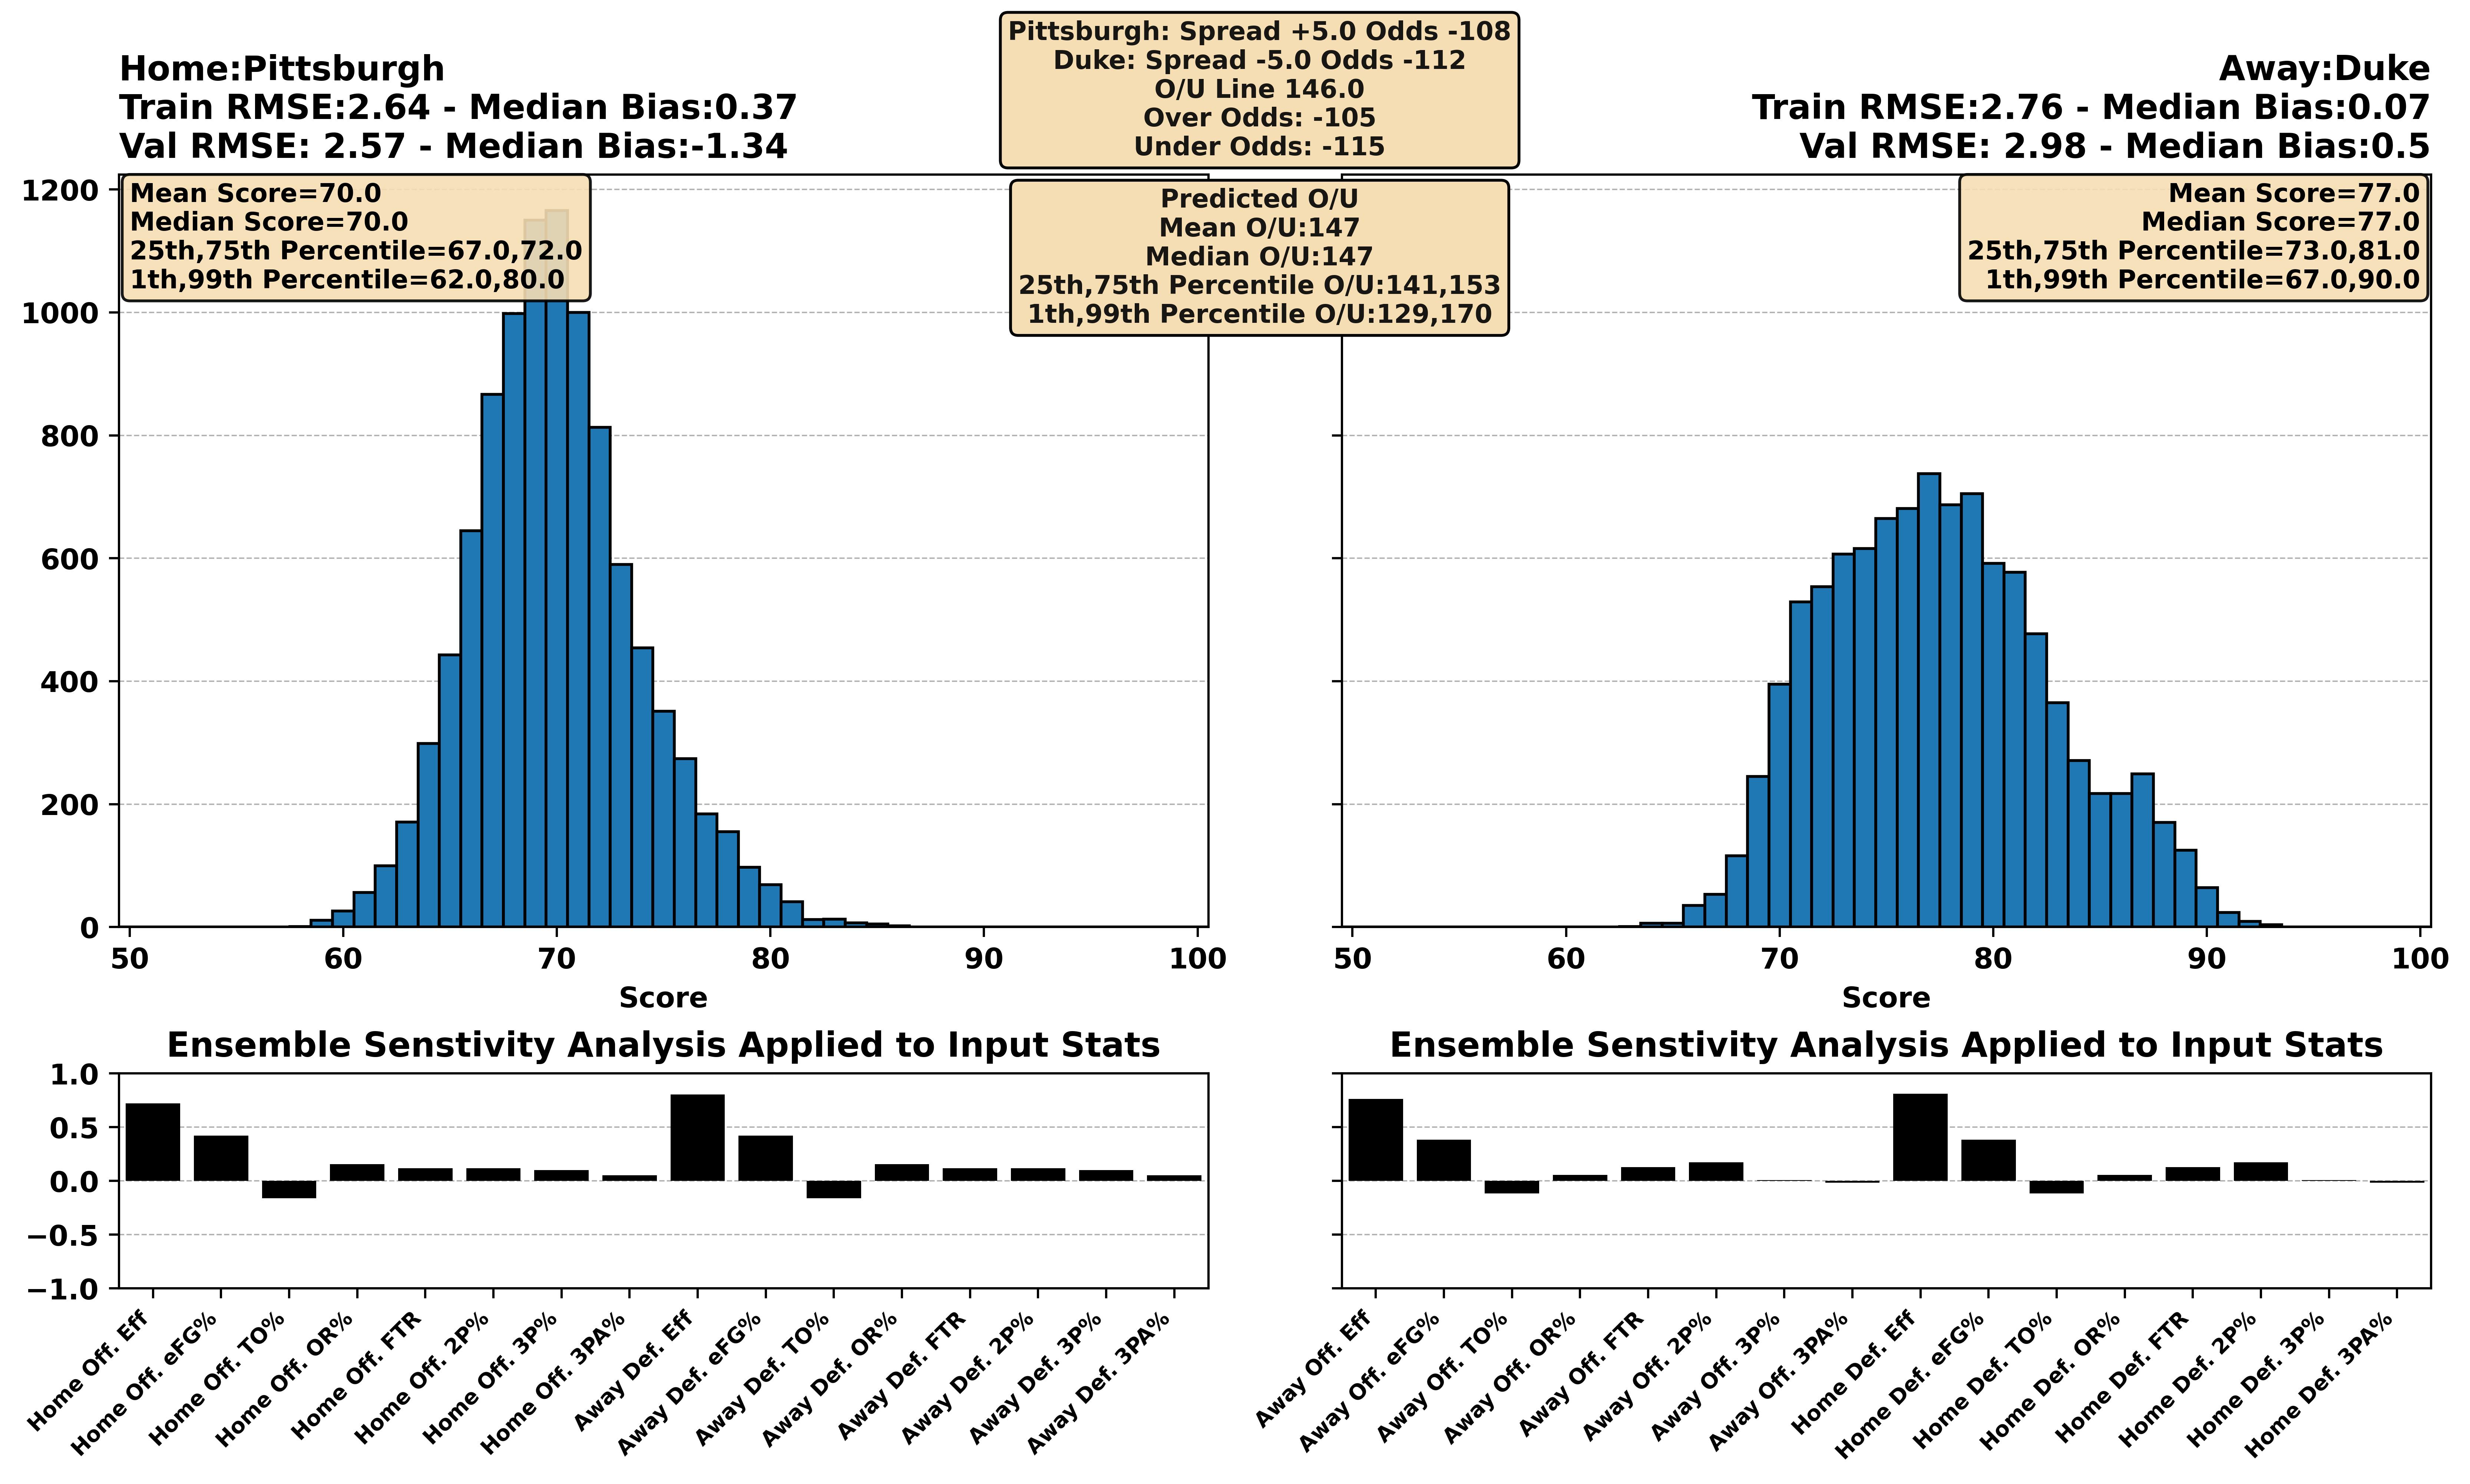 Pittsburgh: Spread +5.0 Odds -108
Duke: Spread -5.0 Odds -112
O/U Line 146.0
Over Odds: -105
Under Odds: -115
Home:Pittsburgh
Train RMSE:2.64 - Median Bias:0.37
Val RMSE: 2.57 - Median Bias:-1.34
Away:Duke
Train RMSE:2.76 - Median Bias:0.07
Val RMSE: 2.98 - Median Bias:0.5
Mean Score=70.0
Median Score=70.0
25th,75th Percentile=67.0,72.0
1th,99th Percentile=62.0,80.0
Predicted O/U
Mean O/U:147
Median O/U:147
25th,75th Percentile O/U:141,153
1th,99th Percentile O/U:129,170
Mean Score=77.0
Median Score=77.0
25th,75th Percentile=73.0,81.0
1th,99th Percentile=67.0,90.0
1200
1000
800
600
400
200
0
50 60 70 80 90 100
Score
50 60 70 80 90 100
Score
Ensemble Senstivity Analysis Applied to Input Stats
Ensemble Senstivity Analysis Applied to Input Stats
1.0
0.5
0.0
−0.5
−1.0
Home Off. Eff
Home Off. eFG%
Home Off. TO%
Home Off. OR%
Home Off. FTR
Home Off. 2P%
Home Off. 3P%
Home Off. 3PA%
Away Def. Eff
Away Def. eFG%
Away Def. TO%
Away Def. OR%
Away Def. FTR
Away Def. 2P%
Away Def. 3P%
Away Def. 3PA%
Away Off. Eff
Away Off. eFG%
Away Off. TO%
Away Off. OR%
Away Off. FTR
Away Off. 2P%
Away Off. 3P%
Away Off. 3PA%
Home Def. Eff
Home Def. eFG%
Home Def. TO%
Home Def. OR%
Home Def. FTR
Home Def. 2P%
Home Def. 3P%
Home Def. 3PA%